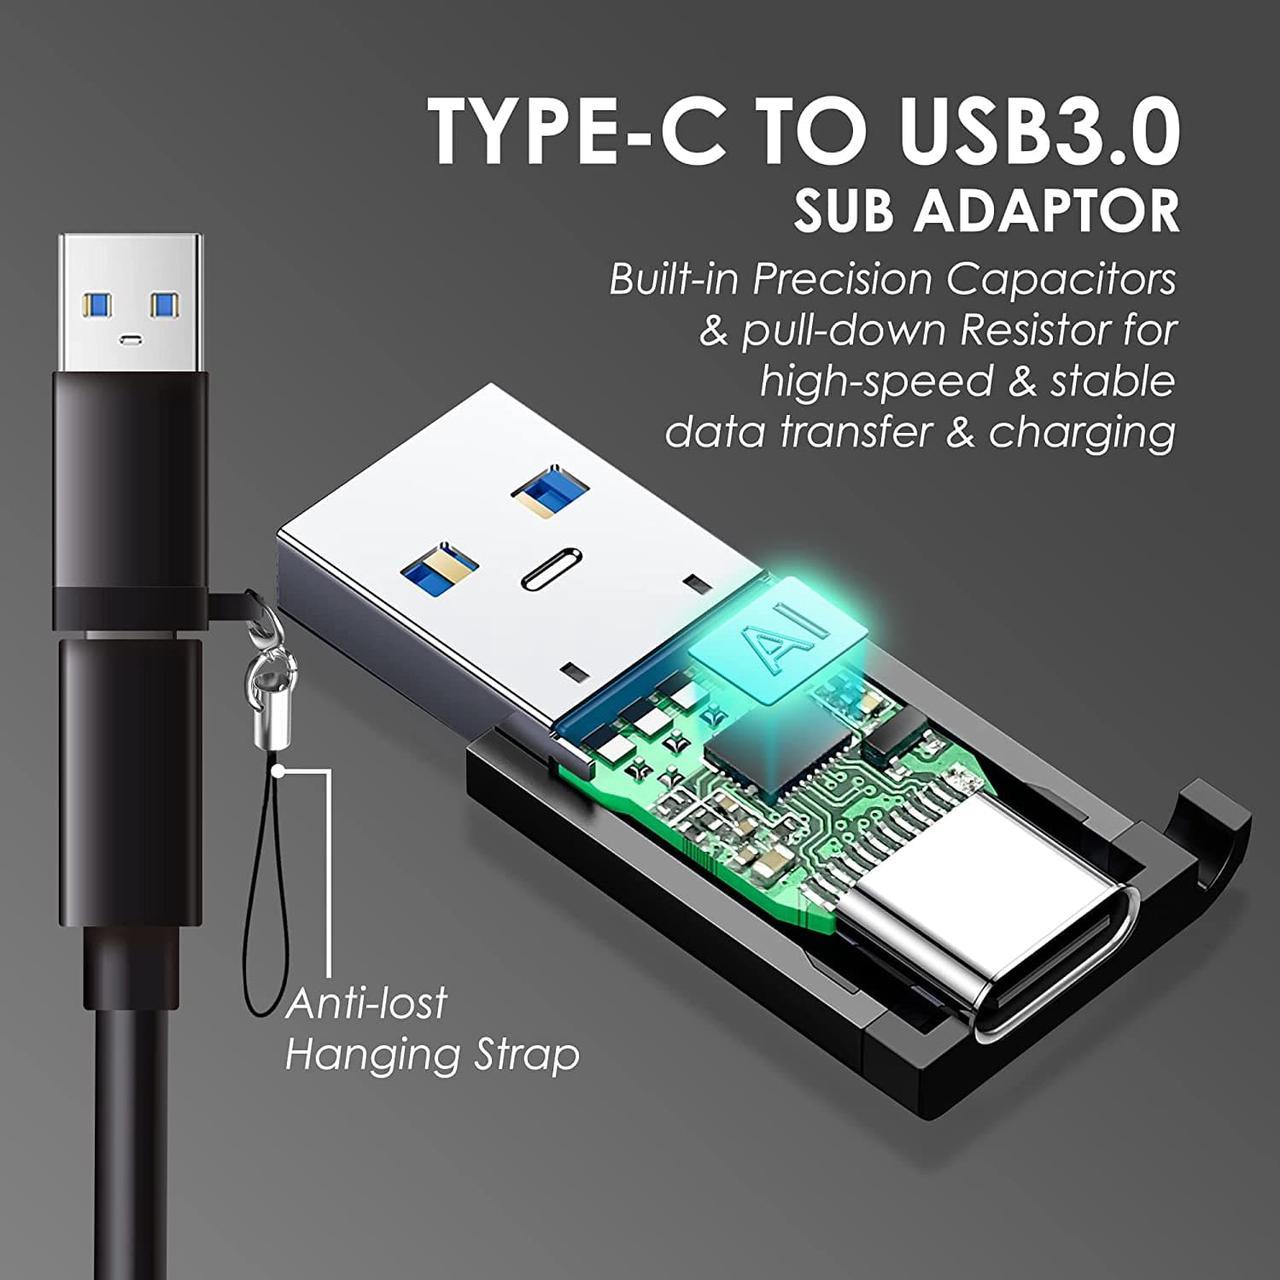 TYPE-C TO USB3.0
SUB ADAPTOR
Built-in Precision Capacitors
& pull-down Resistor for
high-speed & stable
data transfer & charging
AI
Anti-lost
Hanging Strap